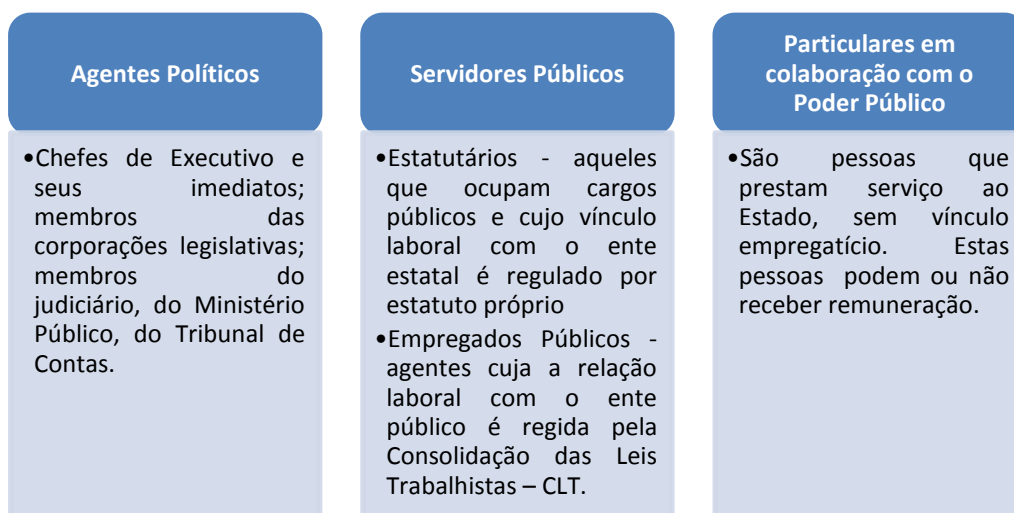 Agentes Políticos
•Chefes de Executivo e
seus imediatos;
membros das
corporações legislativas;
membros do
judiciário, do Ministério
Público, do Tribunal de
Contas.
Servidores Públicos
•Estatutários - aqueles
que ocupam cargos
públicos e cujo vínculo
laboral com o ente
estatal é regulado por
estatuto próprio
•Empregados Públicos -
agentes cuja a relação
laboral com o ente
público é regida pela
Consolidação das Leis
Trabalhistas – CLT.
Particulares em
colaboração com o
Poder Público
•São pessoas que
prestam serviço ao
Estado, sem vínculo
empregatício. Estas
pessoas podem ou não
receber remuneração.